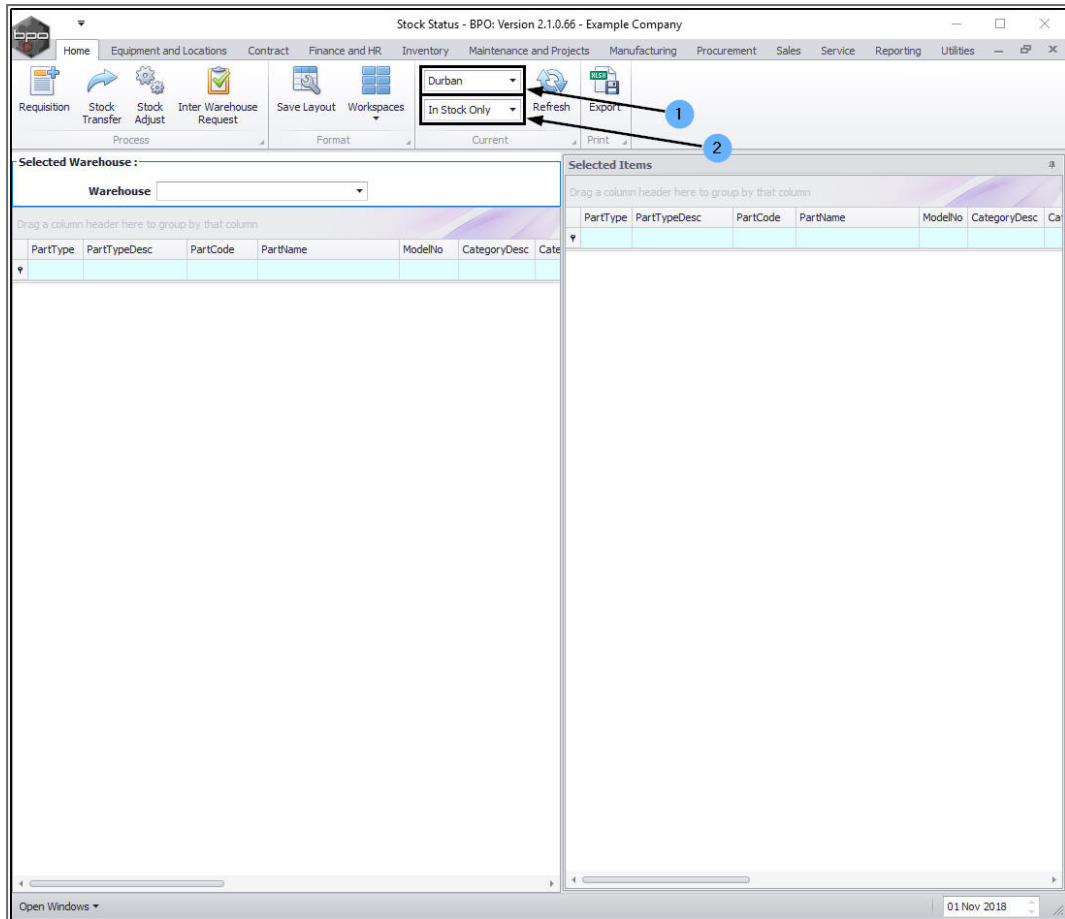 bpo
Stock Status - BPO: Version 2.1.0.66 - Example Company
Home Equipment and Locations Contract Finance and HR Inventory Maintenance and Projects Manufacturing Procurement Sales Service Reporting Utilities
Requisition
Stock Transfer
Stock Adjust
Inter Warehouse Request
Process
Save Layout
Workspaces
Format
Durban
In Stock Only
Refresh
Current
XLSX
Export
Print
1
2
Selected Warehouse :
Warehouse
Drag a column header here to group by that column
PartType PartTypeDesc PartCode PartName ModelNo CategoryDesc Cate
Selected Items
Drag a column header here to group by that column
PartType PartTypeDesc PartCode PartName ModelNo CategoryDesc Cat
Open Windows
01 Nov 2018